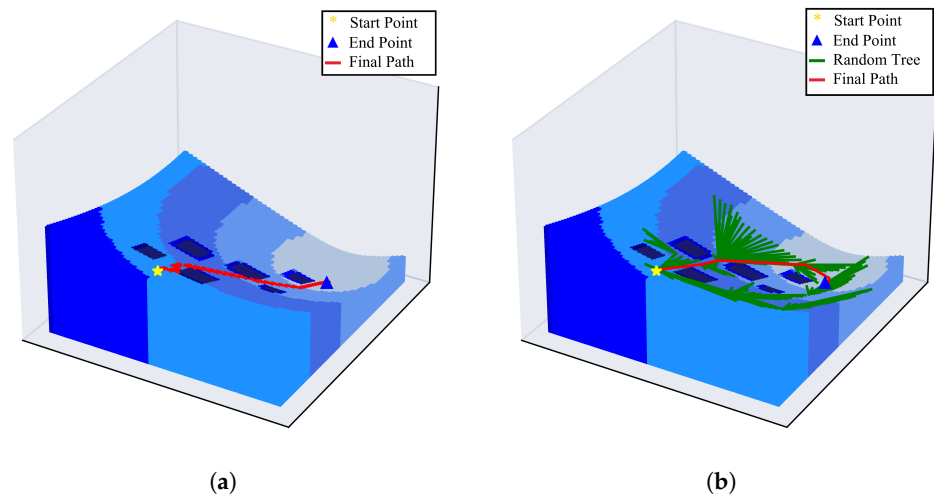 Start Point
End Point
Final Path
Start Point
End Point
Random Tree
Final Path
(a)
(b)